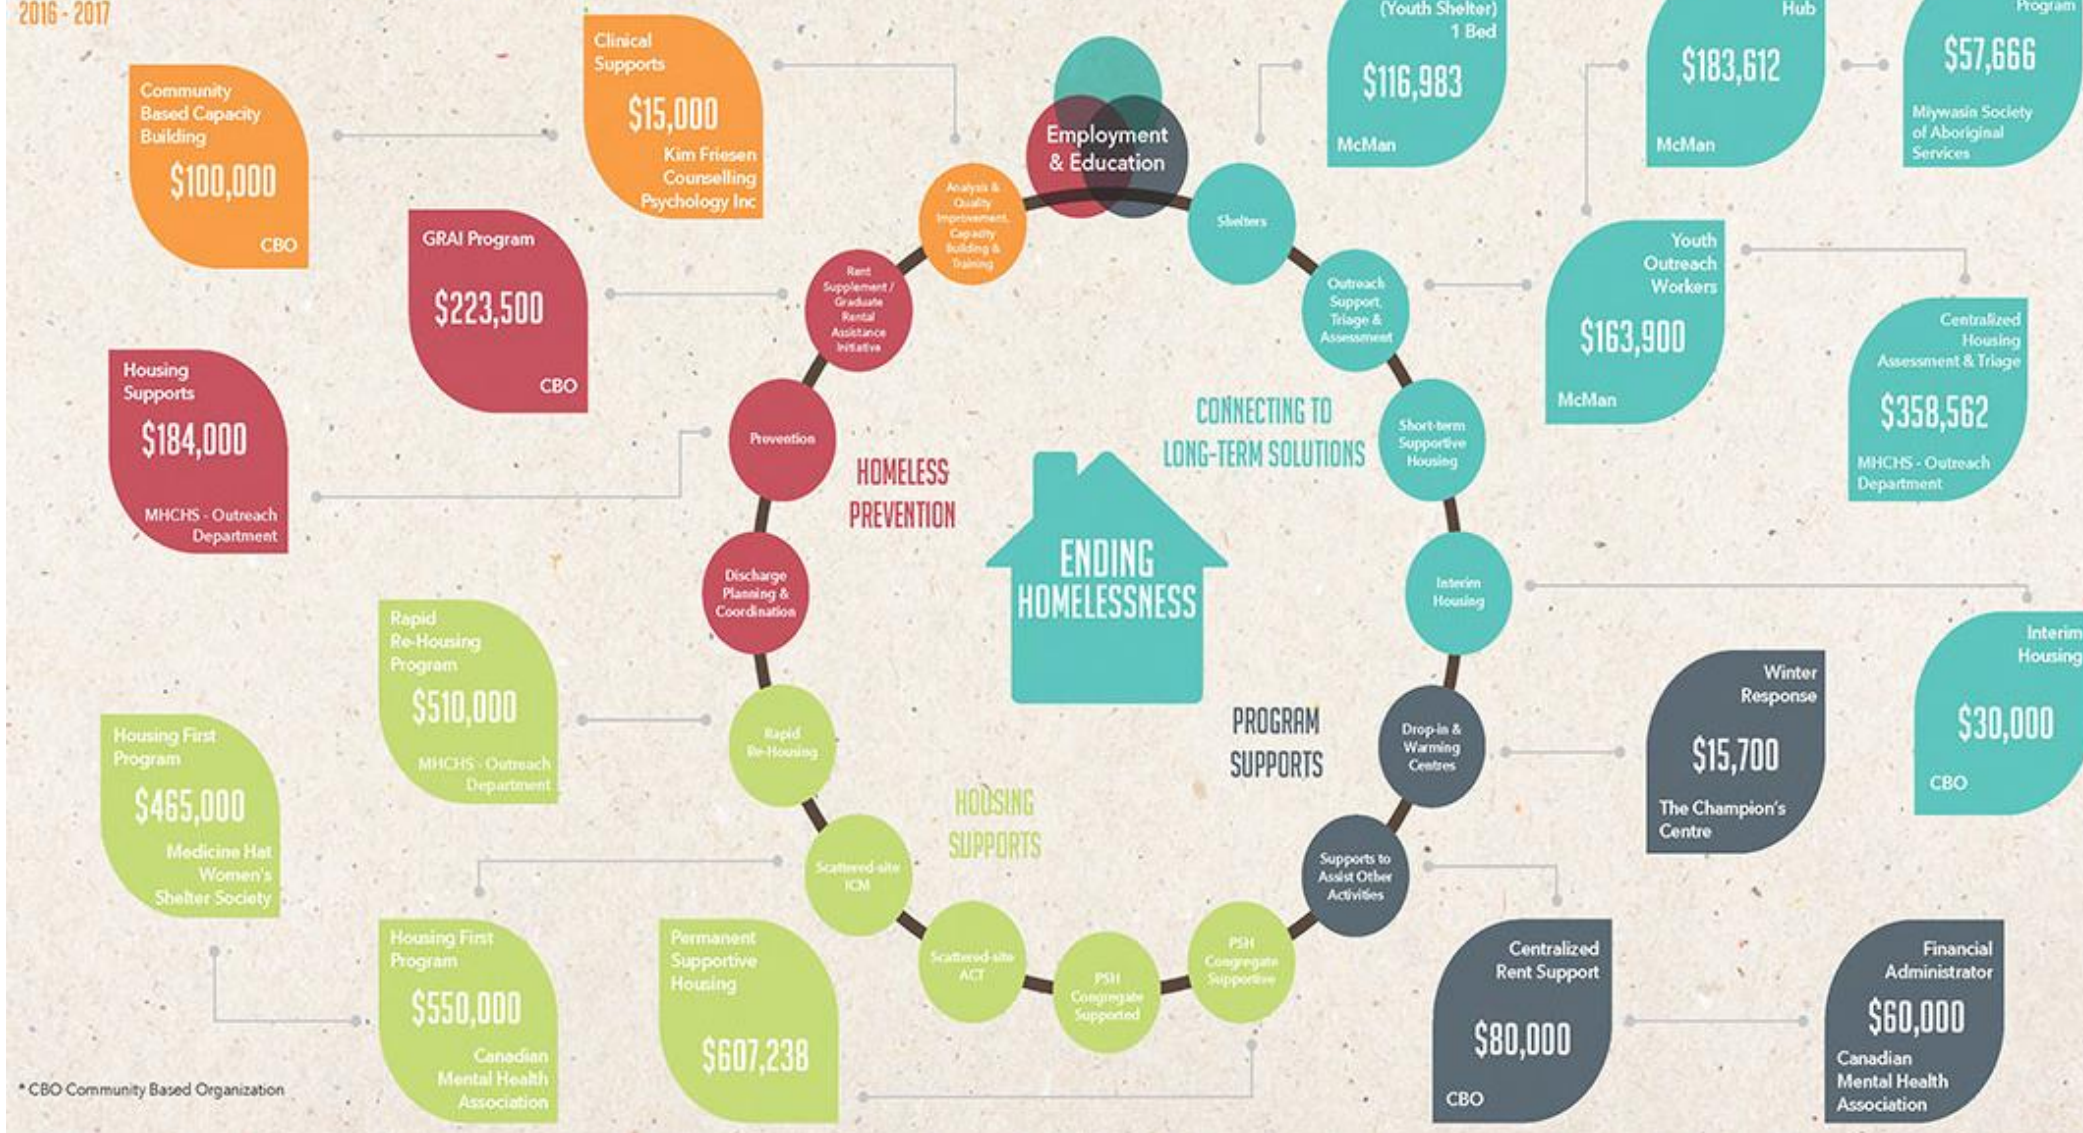 2016 - 2017
Community
Based Capacity
Building
$100,000
CBO
Clinical
Supports
$15,000
Kim Friesen
Counselling
Psychology Inc
GRAI Program
$223,500
CBO
Housing
Supports
$184,000
MHCHS - Outreach
Department
Employment
& Education
Analysis &
Quality
Improvement,
Capacity
Building &
Training
Rent
Supplement /
Graduate
Rental
Assistance
Initiative
Prevention
Discharge
Planning &
Coordination
HOMELESS
PREVENTION
(Youth Shelter)
1 Bed
$116,983
McMan
Hub
$183,612
McMan
Program
$57,666
Miywasin Society
of Aboriginal
Services
Shelters
Outreach
Support,
Triage &
Assessment
Youth
Outreach
Workers
$163,900
McMan
Centralized
Housing
Assessment & Triage
$358,562
MHCHS - Outreach
Department
CONNECTING TO
LONG-TERM SOLUTIONS
Short-term
Supportive
Housing
Interim
Housing
ENDING
HOMELESSNESS
Interim
Housing
$30,000
CBO
Rapid
Re-Housing
Program
$510,000
MHCHS - Outreach
Department
Housing First
Program
$465,000
Medicine Hat
Women's
Shelter Society
Rapid
Re-Housing
HOUSING
SUPPORTS
Scattered-site
ICM
Scattered-site
ACT
PSH
Congregate
Supported
PSH
Congregate
Supportive
Housing First
Program
$550,000
Canadian
Mental Health
Association
Permanent
Supportive
Housing
$607,238
PROGRAM
SUPPORTS
Drop-in &
Warming
Centres
Winter
Response
$15,700
The Champion's
Centre
Supports to
Assist Other
Activities
Centralized
Rent Support
$80,000
CBO
Financial
Administrator
$60,000
Canadian
Mental Health
Association
* CBO Community Based Organization